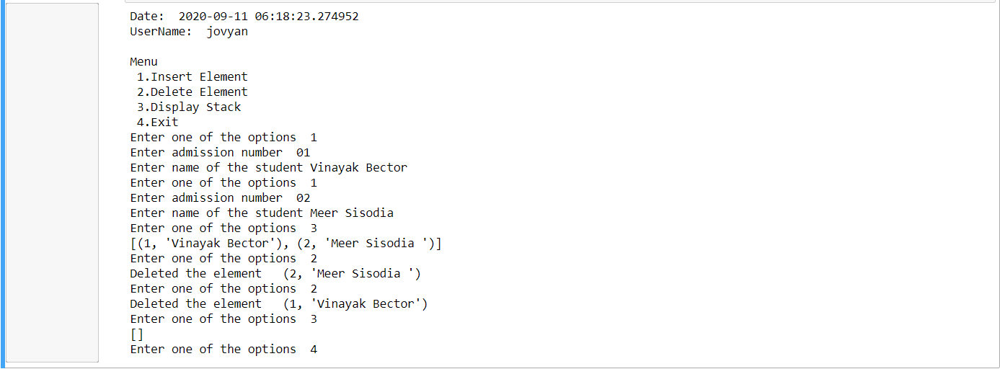 Date:  2020-09-11 06:18:23.274952
UserName:  jovyan
Menu
 1.Insert Element
 2.Delete Element
 3.Display Stack
 4.Exit
Enter one of the options  1
Enter admission number  01
Enter name of the student Vinayak Bector
Enter one of the options  1
Enter admission number  02
Enter name of the student Meer Sisodia
Enter one of the options  3
[(1, 'Vinayak Bector'), (2, 'Meer Sisodia ')]
Enter one of the options  2
Deleted the element   (2, 'Meer Sisodia ')
Enter one of the options  2
Deleted the element   (1, 'Vinayak Bector')
Enter one of the options  3
[]
Enter one of the options  4